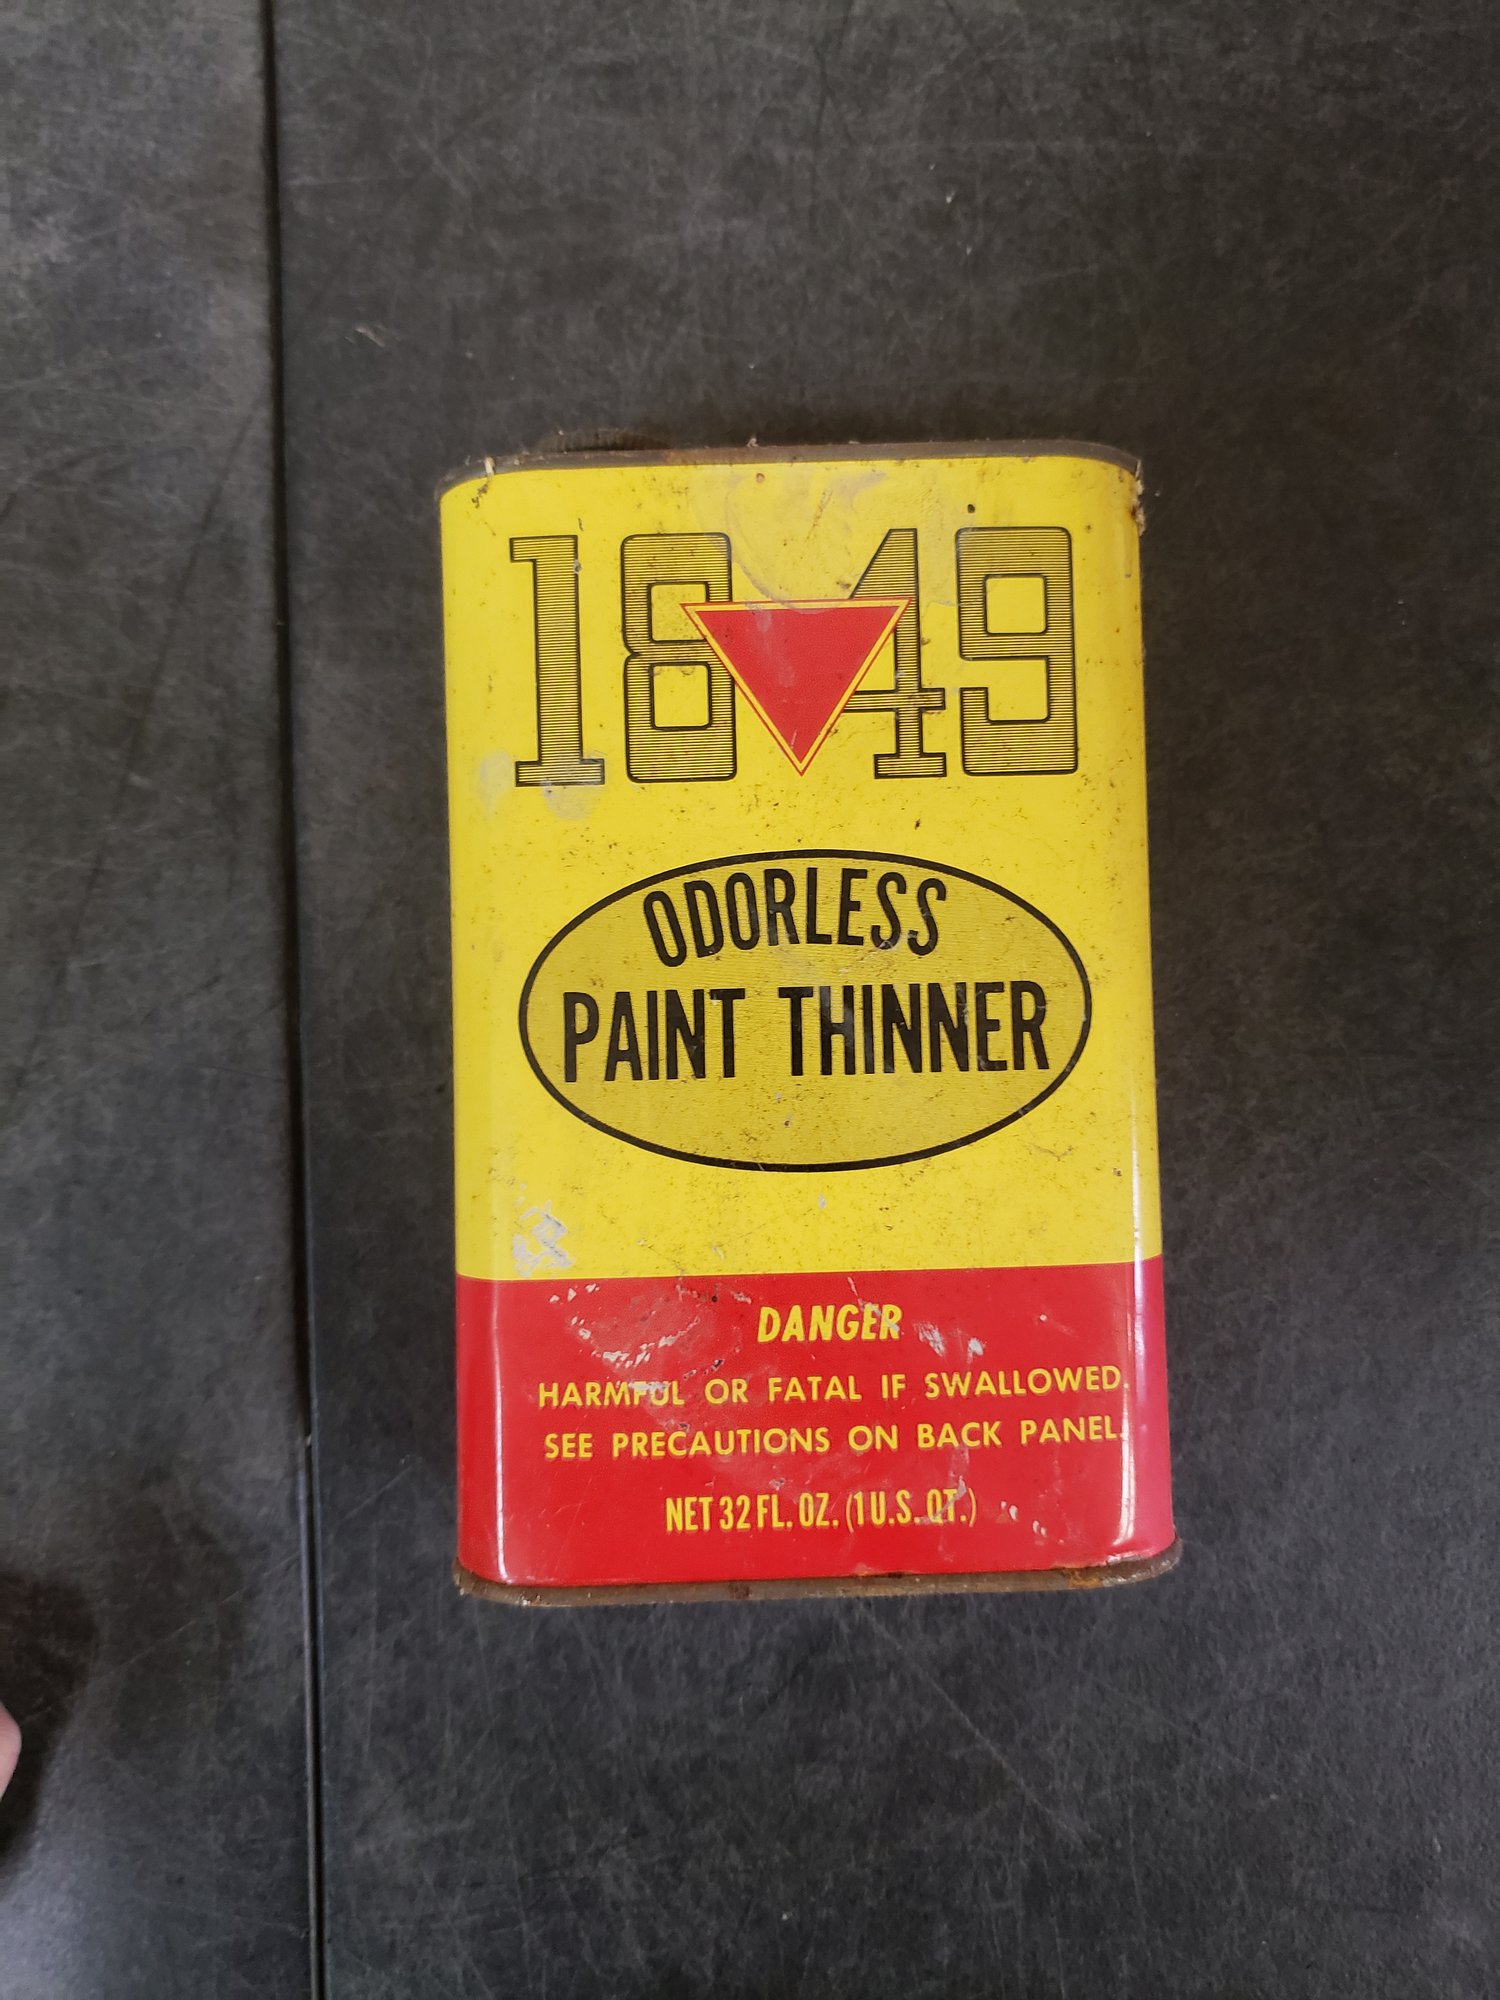 1849
ODORLESS
PAINT THINNER
DANGER
HARMFUL OR FATAL IF SWALLOWED.
SEE PRECAUTIONS ON BACK PANEL.
NET 32 FL. OZ. (1 U.S. QT.)